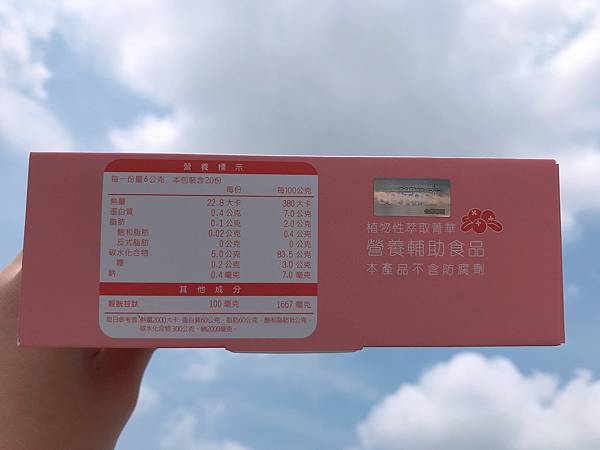 營養標示
每一份量6公克 本包裝含20份
每份 每100公克
熱量 22.8大卡 380大卡
蛋白質 0.4公克 7.0公克
脂肪 0.1公克 2.0公克
飽和脂肪 0.02公克 0.4公克
反式脂肪 0公克 0公克
碳水化合物 5.0公克 83.5公克
糖 0.2公克 3.0公克
鈉 0.4毫克 7.0毫克
其他成分
穀胱甘肽 100毫克 1667毫克
每日參考值:熱量2000大卡、蛋白質60公克、脂肪60公克、飽和脂肪18公克、
碳水化合物300公克、鈉2000毫克。
植物性萃取菁華
營養輔助食品
本產品不含防腐劑